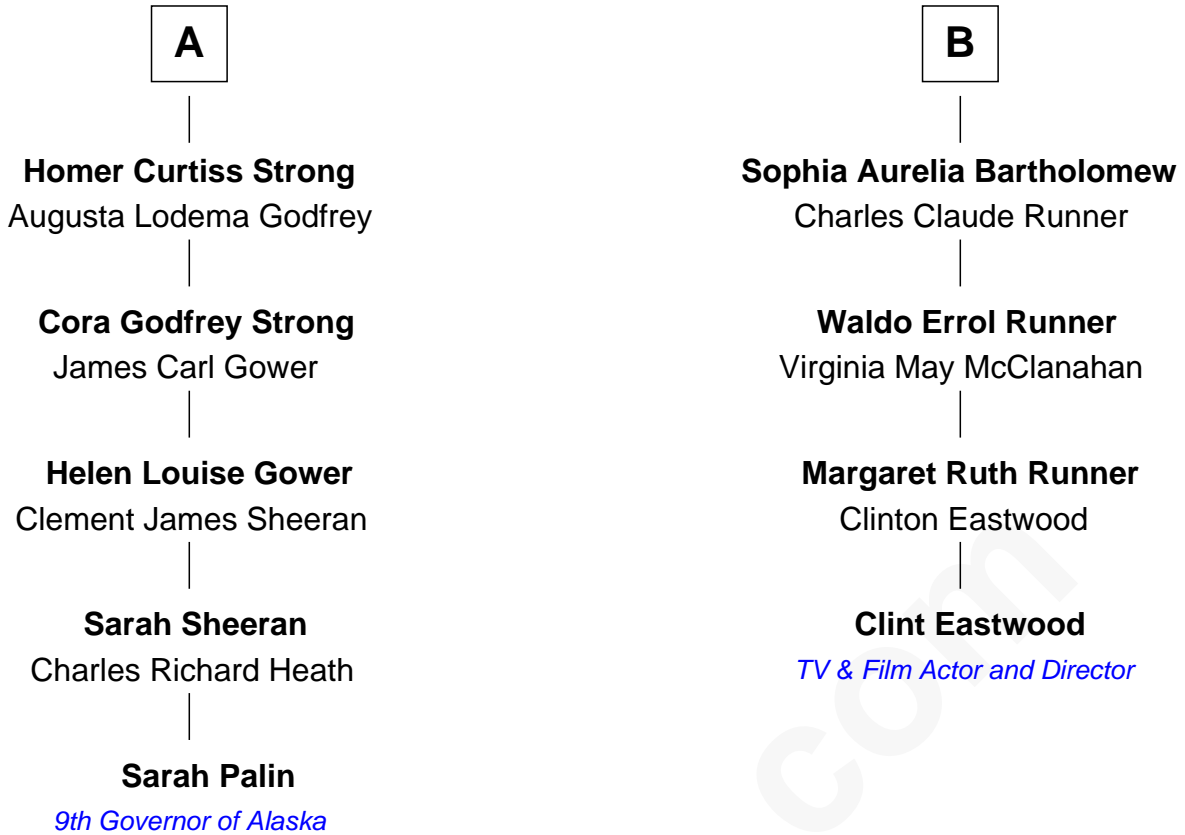 A
Homer Curtiss Strong
Augusta Lodema Godfrey
Cora Godfrey Strong
James Carl Gower
Helen Louise Gower
Clement James Sheeran
Sarah Sheeran
Charles Richard Heath
Sarah Palin
9th Governor of Alaska
B
Sophia Aurelia Bartholomew
Charles Claude Runner
Waldo Errol Runner
Virginia May McClanahan
Margaret Ruth Runner
Clinton Eastwood
Clint Eastwood
TV & Film Actor and Director
com